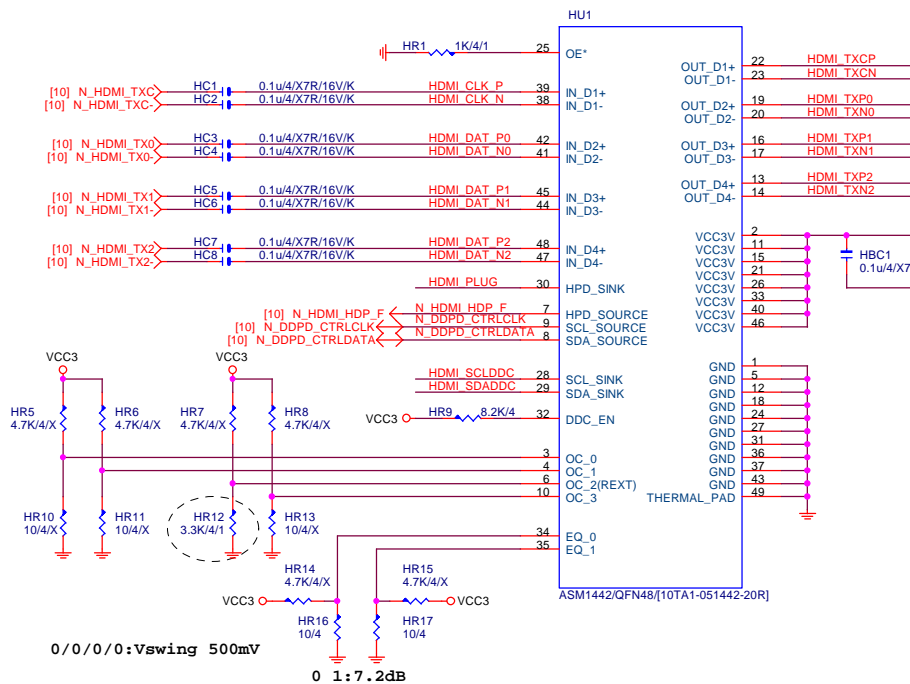 HU1
HR1 1K/4/1 25 OE*
22 HDMI_TXCP
OUT_D1+
23 HDMI_TXCN
OUT_D1-
[10] N_HDMI_TXC HC1 0.1u/4/X7R/16V/K HDMI_CLK_P 39 IN_D1+
[10] N_HDMI_TXC- HC2 0.1u/4/X7R/16V/K HDMI_CLK_N 38 IN_D1-
OUT_D2+ 19 HDMI_TXP0
OUT_D2- 20 HDMI_TXN0
[10] N_HDMI_TX0 HC3 0.1u/4/X7R/16V/K HDMI_DAT_P0 42 IN_D2+
[10] N_HDMI_TX0- HC4 0.1u/4/X7R/16V/K HDMI_DAT_N0 41 IN_D2-
OUT_D3+ 16 HDMI_TXP1
OUT_D3- 17 HDMI_TXN1
[10] N_HDMI_TX1 HC5 0.1u/4/X7R/16V/K HDMI_DAT_P1 45 IN_D3+
[10] N_HDMI_TX1- HC6 0.1u/4/X7R/16V/K HDMI_DAT_N1 44 IN_D3-
OUT_D4+ 13 HDMI_TXP2
OUT_D4- 14 HDMI_TXN2
[10] N_HDMI_TX2 HC7 0.1u/4/X7R/16V/K HDMI_DAT_P2 48 IN_D4+
[10] N_HDMI_TX2- HC8 0.1u/4/X7R/16V/K HDMI_DAT_N2 47 IN_D4-
VCC3V 2
VCC3V 11
VCC3V 15
VCC3V 21
VCC3V 26
VCC3V 33
VCC3V 40
VCC3V 46
HBC1
0.1u/4/X7
HDMI_PLUG 30 HPD_SINK
[10] N_HDMI_HDP_F N_HDMI_HDP_F 7 HPD_SOURCE
[10] N_DDPD_CTRLCLK N_DDPD_CTRLCLK 9 SCL_SOURCE
[10] N_DDPD_CTRLDATA N_DDPD_CTRLDATA 8 SDA_SOURCE
GND 1
GND 5
GND 12
GND 18
GND 24
GND 27
GND 31
GND 36
GND 37
GND 43
THERMAL_PAD 49
HDMI_SCLDDC 28 SCL_SINK
HDMI_SDADDC 29 SDA_SINK
VCC3 HR9 8.2K/4 32 DDC_EN
VCC3 VCC3
HR5 HR6 HR7 HR8
4.7K/4/X 4.7K/4/X 4.7K/4/X 4.7K/4/X
3 OC_0
4 OC_1
6 OC_2(REXT)
10 OC_3
HR10 HR11 HR12 HR13
10/4/X 10/4/X 3.3K/4/1 10/4/X
34 EQ_0
35 EQ_1
HR14 HR15
4.7K/4/X 4.7K/4/X
VCC3 VCC3
HR16 HR17
10/4 10/4
ASM1442/QFN48/[10TA1-051442-20R]
0/0/0/0:Vswing 500mV
0 1:7.2dB